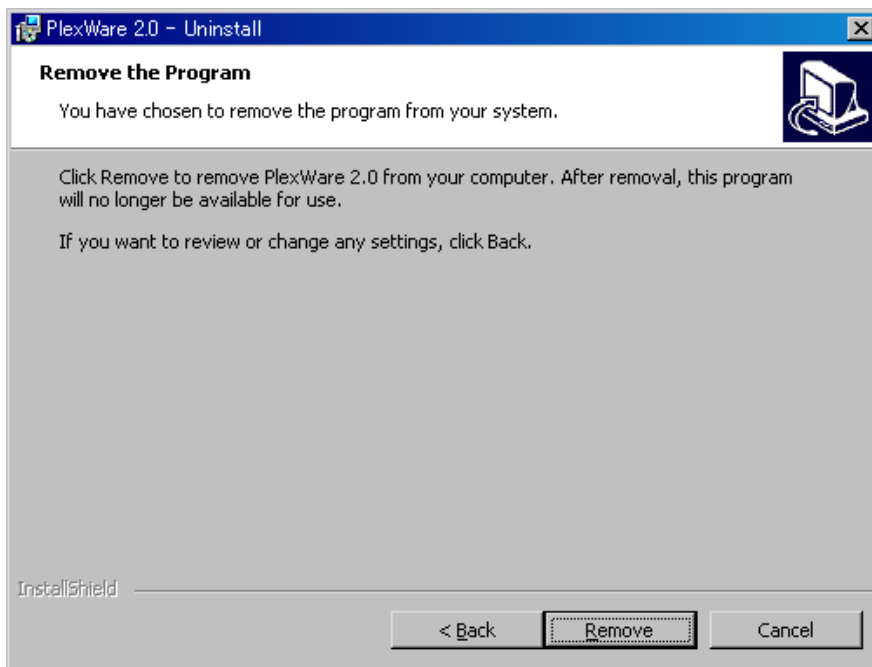 PlexWare 2.0 - Uninstall
Remove the Program
You have chosen to remove the program from your system.
Click Remove to remove PlexWare 2.0 from your computer. After removal, this program
will no longer be available for use.
If you want to review or change any settings, click Back.
InstallShield
< Back
Remove
Cancel